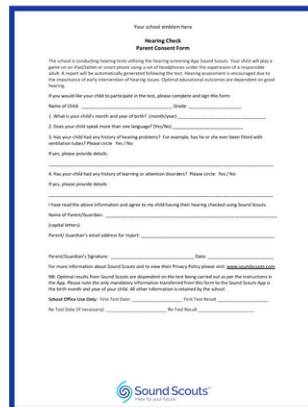 Your school emblem here
Hearing Check
Parent Consent Form
The school is conducting hearing tests utilizing the hearing screening App Sound Scouts. Your child will play a
game on an iPad/tablet or smart phone using a set of headphones under the supervision of a responsible
adult. A report will be automatically generated following the test. Hearing assessment is encouraged due to
the importance of early intervention of hearing issues. Optimal educational outcomes are dependent on good
hearing.
If you would like your child to participate in the test, please complete and sign this form:
Name of Child: Grade:
1. What is your child's month and year of birth? (month/year)
2. Does your child speak more than one language? (Yes/No)
3. Has your child had any history of hearing problems? For example, has he or she ever been fitted with
ventilation tubes? Please circle Yes / No
If yes, please provide details:
4. Has your child had any history of learning or attention disorders? Please circle: Yes / No
If yes, please provide details:
I have read the above information and agree to my child having their hearing checked using Sound Scouts.
Name of Parent/Guardian:
(capital letters)
Parent/ Guardian's email address for report:
Parent/Guardian's Signature: Date:
For more information about Sound Scouts and to view their Privacy Policy please visit: www.soundscouts.com
NB: Optimal results from Sound Scouts are dependent on the test being carried out as per the instructions in
the App. Please note the only mandatory information transferred from this form to the Sound Scouts App is
the birth month and year of your child. All other information is retained by the school.
School Office Use Only: First Test Date: First Test Result
Re Test Date (if necessary): Re Test Result
Sound Scouts
Hear for your future